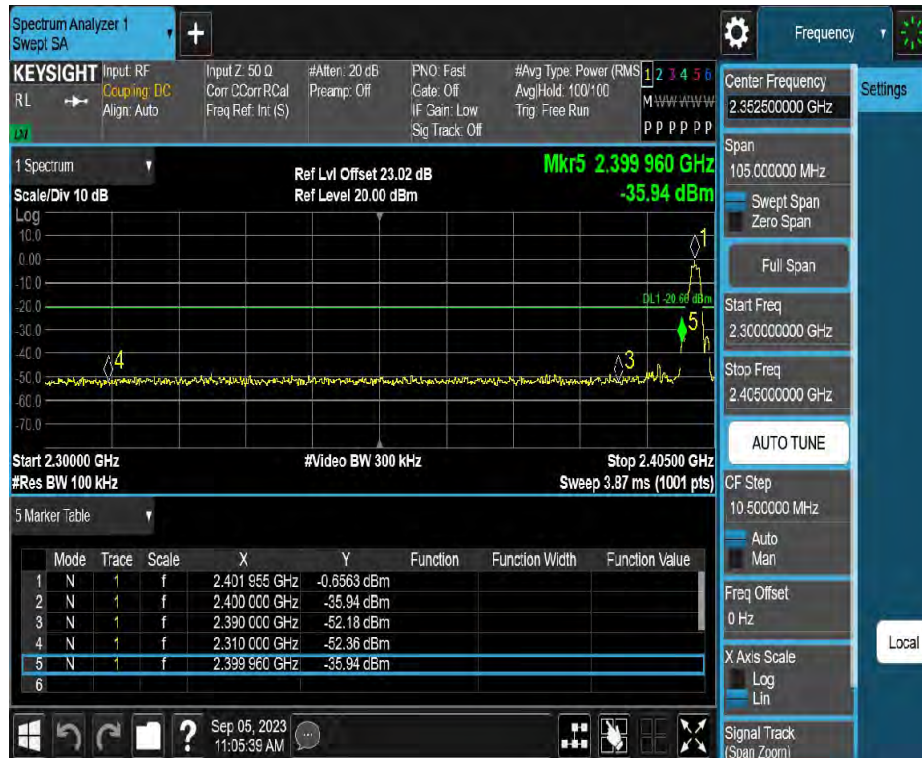 Spectrum Analyzer 1
Swept SA
Frequency
KEYSIGHT
RL
Input: RF
Coupling: DC
Align: Auto
Input Z: 50 Ω
Corr CCorr RCal
Freq Ref: Int (S)
#Atten: 20 dB
Preamp: Off
PNO: Fast
Gate: Off
IF Gain: Low
Sig Track: Off
#Avg Type: Power (RMS
Avg|Hold: 100/100
Trig: Free Run
1 2 3 4 5 6
M W W W W W
P P P P P P
Center Frequency
2.352500000 GHz
Settings
Span
105.000000 MHz
Swept Span
Zero Span
Full Span
Start Freq
2.300000000 GHz
Stop Freq
2.405000000 GHz
AUTO TUNE
CF Step
10.500000 MHz
Auto
Man
Freq Offset
0 Hz
X Axis Scale
Log
Lin
Signal Track
(Span Zoom)
Local
1 Spectrum
Scale/Div 10 dB
Ref Lvl Offset 23.02 dB
Ref Level 20.00 dBm
Mkr5 2.399 960 GHz
-35.94 dBm
Log
10.0
0.00
-10.0
-20.0
-30.0
-40.0
-50.0
-60.0
-70.0
1
DL1 -20.66 dBm
5
4
3
Start 2.30000 GHz
#Res BW 100 kHz
#Video BW 300 kHz
Stop 2.40500 GHz
Sweep 3.87 ms (1001 pts)
5 Marker Table
Mode Trace Scale X Y Function Function Width Function Value
1 N 1 f 2.401 955 GHz -0.6563 dBm
2 N 1 f 2.400 000 GHz -35.94 dBm
3 N 1 f 2.390 000 GHz -52.18 dBm
4 N 1 f 2.310 000 GHz -52.36 dBm
5 N 1 f 2.399 960 GHz -35.94 dBm
6
Sep 05, 2023
11:05:39 AM